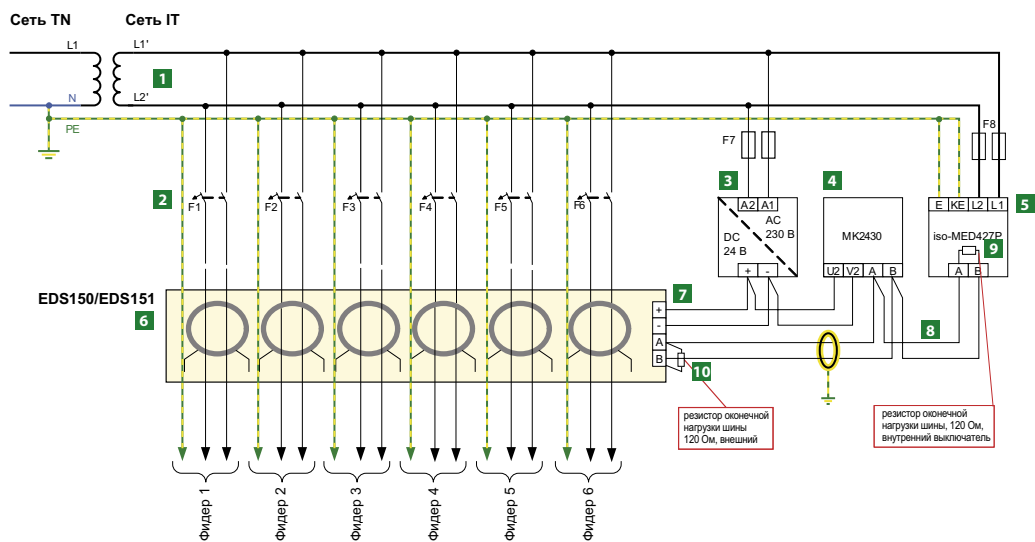 Сеть TN
Сеть IT
L1
L1'
1
N
L2'
PE
F7
F8
2
F1
F2
F3
F4
F5
F6
3
A2 A1
AC
230 В
DC
24 В
+ -
4
MK2430
U2 V2 A B
5
E KE L2 L1
iso-MED427P
9
A B
EDS150/EDS151
6
7
+
-
A
B
8
10
резистор оконечной
нагрузки шины
120 Ом, внешний
резистор оконечной
нагрузки шины, 120 Ом,
внутренний выключатель
Фидер 1
Фидер 2
Фидер 3
Фидер 4
Фидер 5
Фидер 6